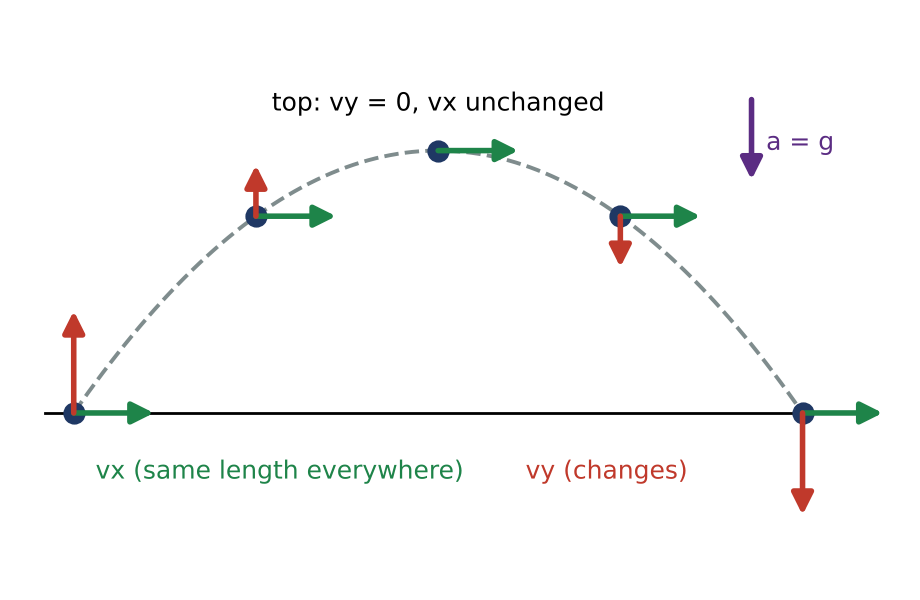 top: vy = 0, vx unchanged
a = g
vx (same length everywhere)
vy (changes)